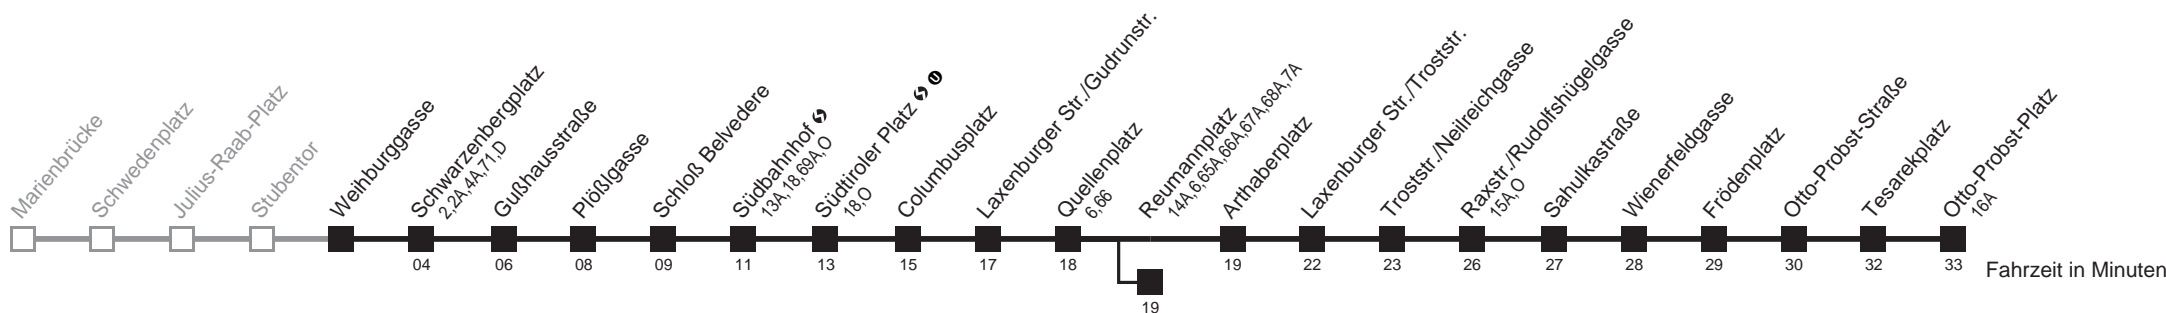 Marienbrücke
Schwedenplatz
Julius-Raab-Platz
Stubentor
Weihburggasse
Schwarzenbergplatz
2,2A,4A,71,D
Gußhausstraße
Plößlgasse
Schloß Belvedere
Südbahnhof S
13A,18,69A,O
Südtiroler Platz S U
18,O
Columbusplatz
Laxenburger Str./Gudrunstr.
Quellenplatz
6,66
Reumannplatz
14A,6,65A,66A,67A,68A,7A
Arthaberplatz
Laxenburger Str./Troststr.
Troststr./Neilreichgasse
Raxstr./Rudolfshügelgasse
15A,O
Sahulkastraße
Wienerfeldgasse
Frödenplatz
Otto-Probst-Straße
Tesarekplatz
Otto-Probst-Platz
16A
04 06 08 09 11 13 15 17 18 19 22 23 26 27 28 29 30 32 33 Fahrzeit in Minuten
19